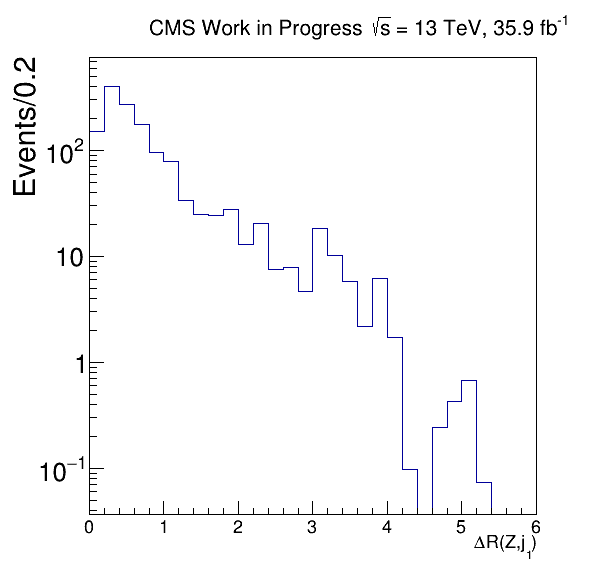 CMS Work in Progress √s = 13 TeV, 35.9 fb⁻¹
Events/0.2
10²
10
1
10⁻¹
0 1 2 3 4 5 6
ΔR(Z,j₁)